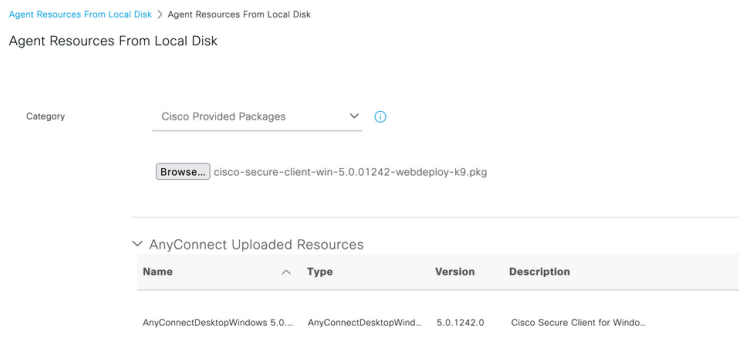 Agent Resources From Local Disk > Agent Resources From Local Disk
Agent Resources From Local Disk
Category Cisco Provided Packages
Browse... cisco-secure-client-win-5.0.01242-webdeploy-k9.pkg
AnyConnect Uploaded Resources
Name Type Version Description
AnyConnectDesktopWindows 5.0.... AnyConnectDesktopWind... 5.0.1242.0 Cisco Secure Client for Windo...